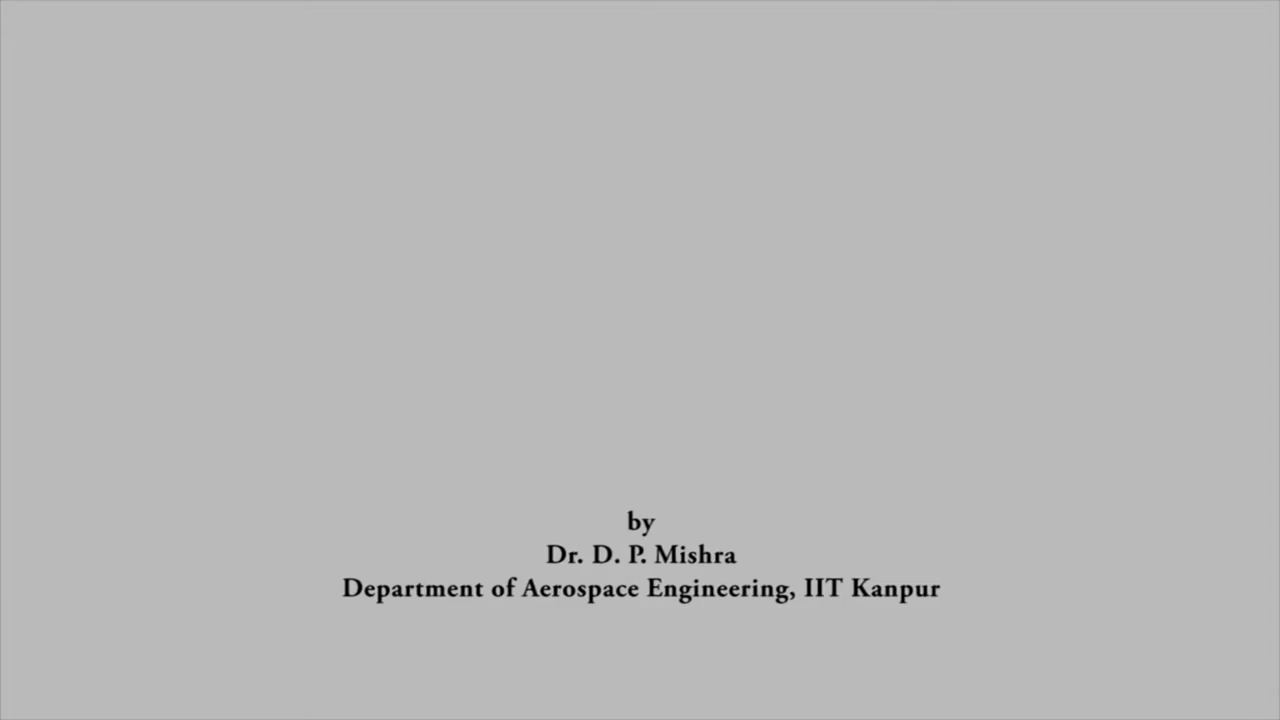 by
Dr. D. P. Mishra
Department of Aerospace Engineering, IIT Kanpur